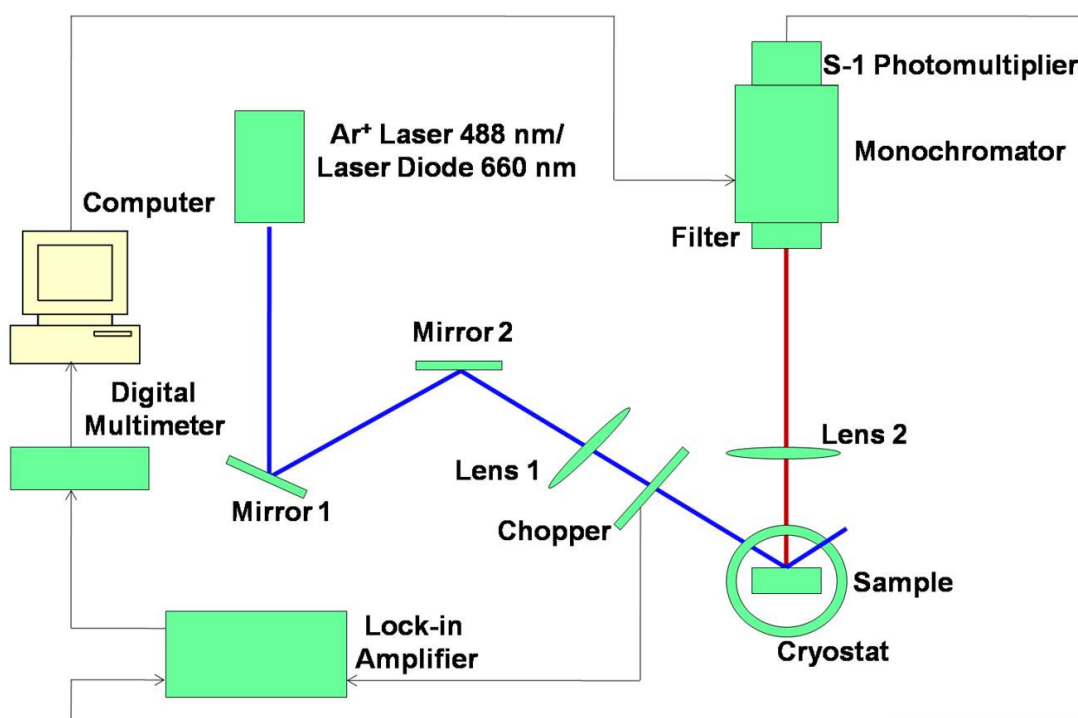 S-1 Photomultiplier
Ar⁺ Laser 488 nm/
Laser Diode 660 nm
Monochromator
Computer
Filter
Mirror 2
Digital
Multimeter
Lens 2
Lens 1
Mirror 1
Chopper
Sample
Lock-in
Amplifier
Cryostat